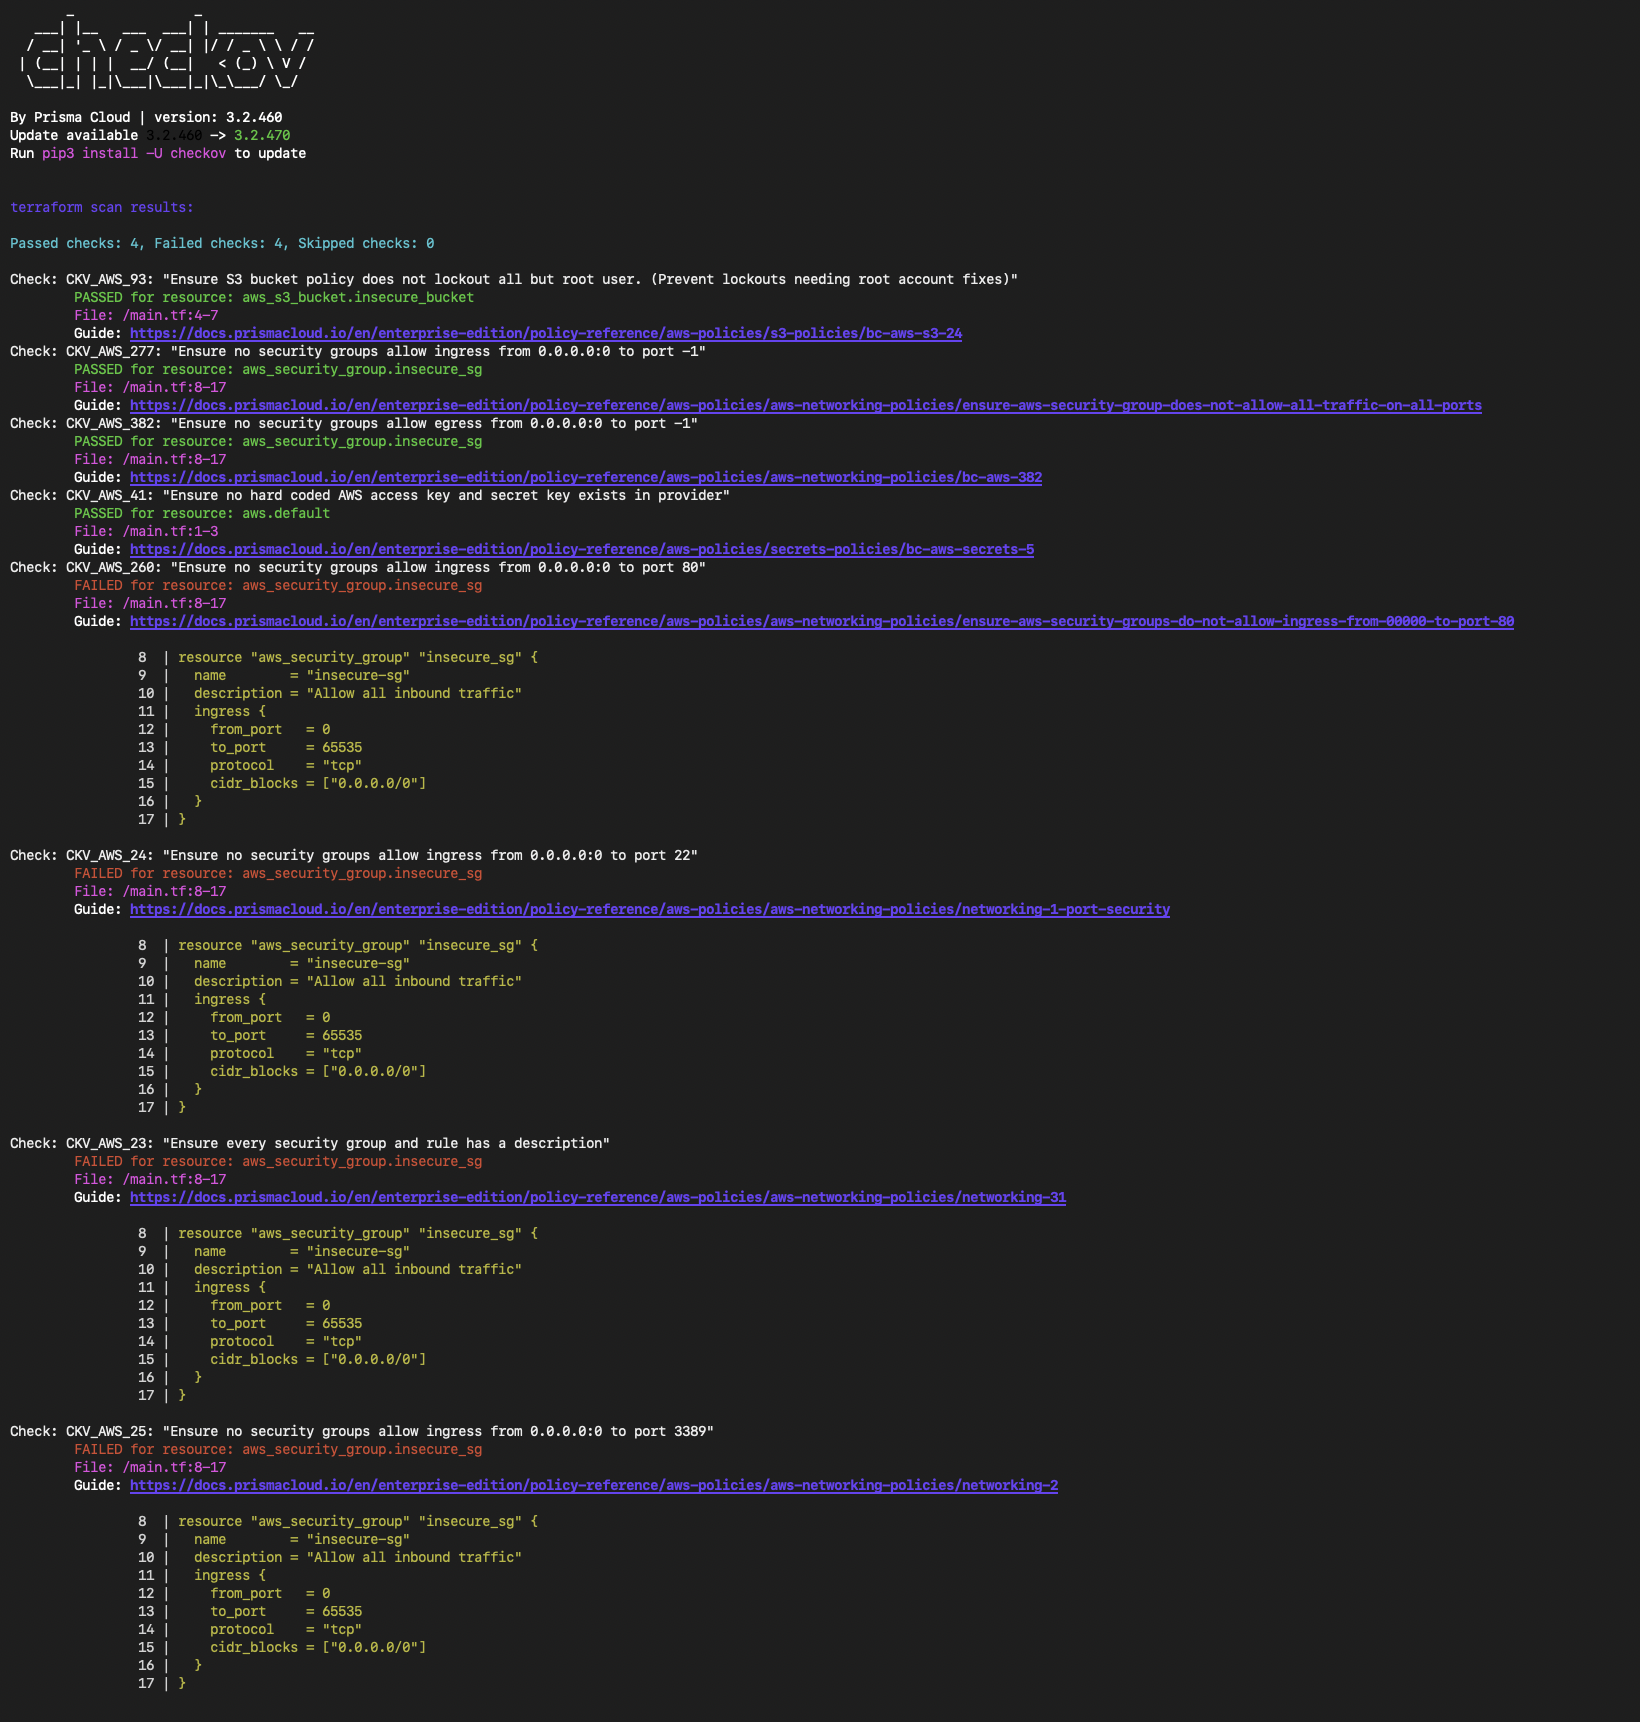 _               _
   ___| |__   ___  ___| | _______   __
  / __| '_ \ / _ \/ __| |/ / _ \ \ / /
 | (__| | | |  __/ (__|   < (_) \ V /
  \___|_| |_|\___|\___|_|\_\___/ \_/
By Prisma Cloud | version: 3.2.460
Update available 3.2.460 -> 3.2.470
Run pip3 install -U checkov to update
terraform scan results:
Passed checks: 4, Failed checks: 4, Skipped checks: 0
Check: CKV_AWS_93: "Ensure S3 bucket policy does not lockout all but root user. (Prevent lockouts needing root account fixes)"
PASSED for resource: aws_s3_bucket.insecure_bucket
File: /main.tf:4-7
Guide: https://docs.prismacloud.io/en/enterprise-edition/policy-reference/aws-policies/s3-policies/bc-aws-s3-24
Check: CKV_AWS_277: "Ensure no security groups allow ingress from 0.0.0.0:0 to port -1"
PASSED for resource: aws_security_group.insecure_sg
File: /main.tf:8-17
Guide: https://docs.prismacloud.io/en/enterprise-edition/policy-reference/aws-policies/aws-networking-policies/ensure-aws-security-group-does-not-allow-all-traffic-on-all-ports
Check: CKV_AWS_382: "Ensure no security groups allow egress from 0.0.0.0:0 to port -1"
PASSED for resource: aws_security_group.insecure_sg
File: /main.tf:8-17
Guide: https://docs.prismacloud.io/en/enterprise-edition/policy-reference/aws-policies/aws-networking-policies/bc-aws-382
Check: CKV_AWS_41: "Ensure no hard coded AWS access key and secret key exists in provider"
PASSED for resource: aws.default
File: /main.tf:1-3
Guide: https://docs.prismacloud.io/en/enterprise-edition/policy-reference/aws-policies/secrets-policies/bc-aws-secrets-5
Check: CKV_AWS_260: "Ensure no security groups allow ingress from 0.0.0.0:0 to port 80"
FAILED for resource: aws_security_group.insecure_sg
File: /main.tf:8-17
Guide: https://docs.prismacloud.io/en/enterprise-edition/policy-reference/aws-policies/aws-networking-policies/ensure-aws-security-groups-do-not-allow-ingress-from-00000-to-port-80
8  | resource "aws_security_group" "insecure_sg" {
9  |   name        = "insecure-sg"
10 |   description = "Allow all inbound traffic"
11 |   ingress {
12 |     from_port   = 0
13 |     to_port     = 65535
14 |     protocol    = "tcp"
15 |     cidr_blocks = ["0.0.0.0/0"]
16 |   }
17 | }
Check: CKV_AWS_24: "Ensure no security groups allow ingress from 0.0.0.0:0 to port 22"
FAILED for resource: aws_security_group.insecure_sg
File: /main.tf:8-17
Guide: https://docs.prismacloud.io/en/enterprise-edition/policy-reference/aws-policies/aws-networking-policies/networking-1-port-security
8  | resource "aws_security_group" "insecure_sg" {
9  |   name        = "insecure-sg"
10 |   description = "Allow all inbound traffic"
11 |   ingress {
12 |     from_port   = 0
13 |     to_port     = 65535
14 |     protocol    = "tcp"
15 |     cidr_blocks = ["0.0.0.0/0"]
16 |   }
17 | }
Check: CKV_AWS_23: "Ensure every security group and rule has a description"
FAILED for resource: aws_security_group.insecure_sg
File: /main.tf:8-17
Guide: https://docs.prismacloud.io/en/enterprise-edition/policy-reference/aws-policies/aws-networking-policies/networking-31
8  | resource "aws_security_group" "insecure_sg" {
9  |   name        = "insecure-sg"
10 |   description = "Allow all inbound traffic"
11 |   ingress {
12 |     from_port   = 0
13 |     to_port     = 65535
14 |     protocol    = "tcp"
15 |     cidr_blocks = ["0.0.0.0/0"]
16 |   }
17 | }
Check: CKV_AWS_25: "Ensure no security groups allow ingress from 0.0.0.0:0 to port 3389"
FAILED for resource: aws_security_group.insecure_sg
File: /main.tf:8-17
Guide: https://docs.prismacloud.io/en/enterprise-edition/policy-reference/aws-policies/aws-networking-policies/networking-2
8  | resource "aws_security_group" "insecure_sg" {
9  |   name        = "insecure-sg"
10 |   description = "Allow all inbound traffic"
11 |   ingress {
12 |     from_port   = 0
13 |     to_port     = 65535
14 |     protocol    = "tcp"
15 |     cidr_blocks = ["0.0.0.0/0"]
16 |   }
17 | }